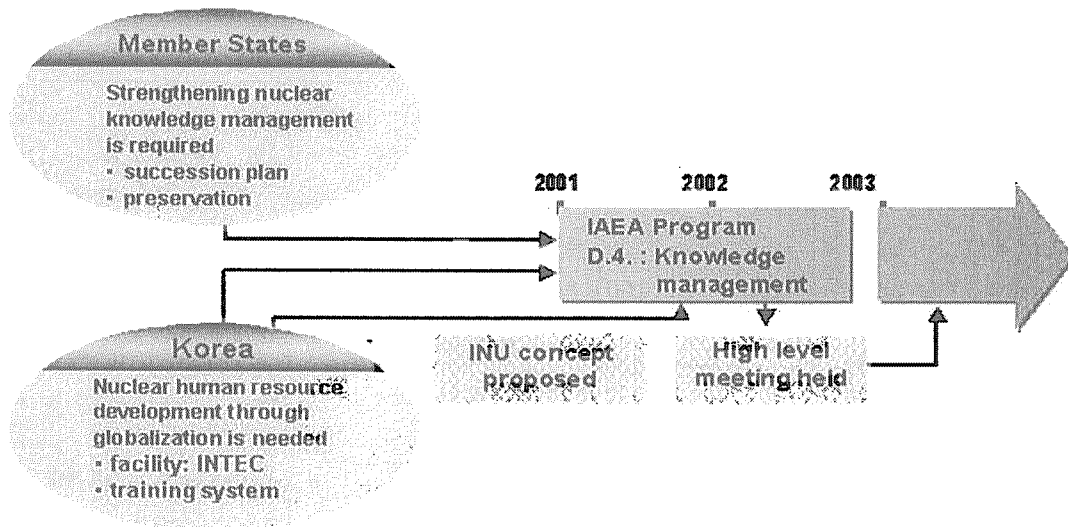 Member States
Strengthening nuclear
knowledge management
is required
• succession plan
• preservation
2001 2002 2003
IAEA Program
D.4. : Knowledge
management
Korea
Nuclear human resource
development through
globalization is needed
• facility: INTEC
• training system
INU concept
proposed
High level
meeting held